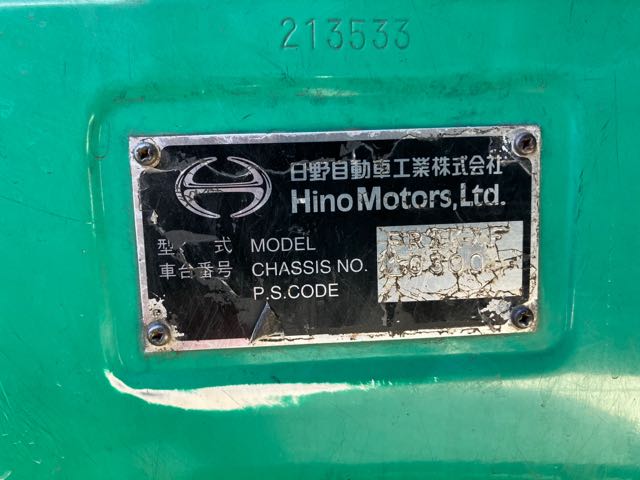 213533
日野自動車工業株式会社
Hino Motors, Ltd.
型式 MODEL
車台番号 CHASSIS NO.
P.S.CODE